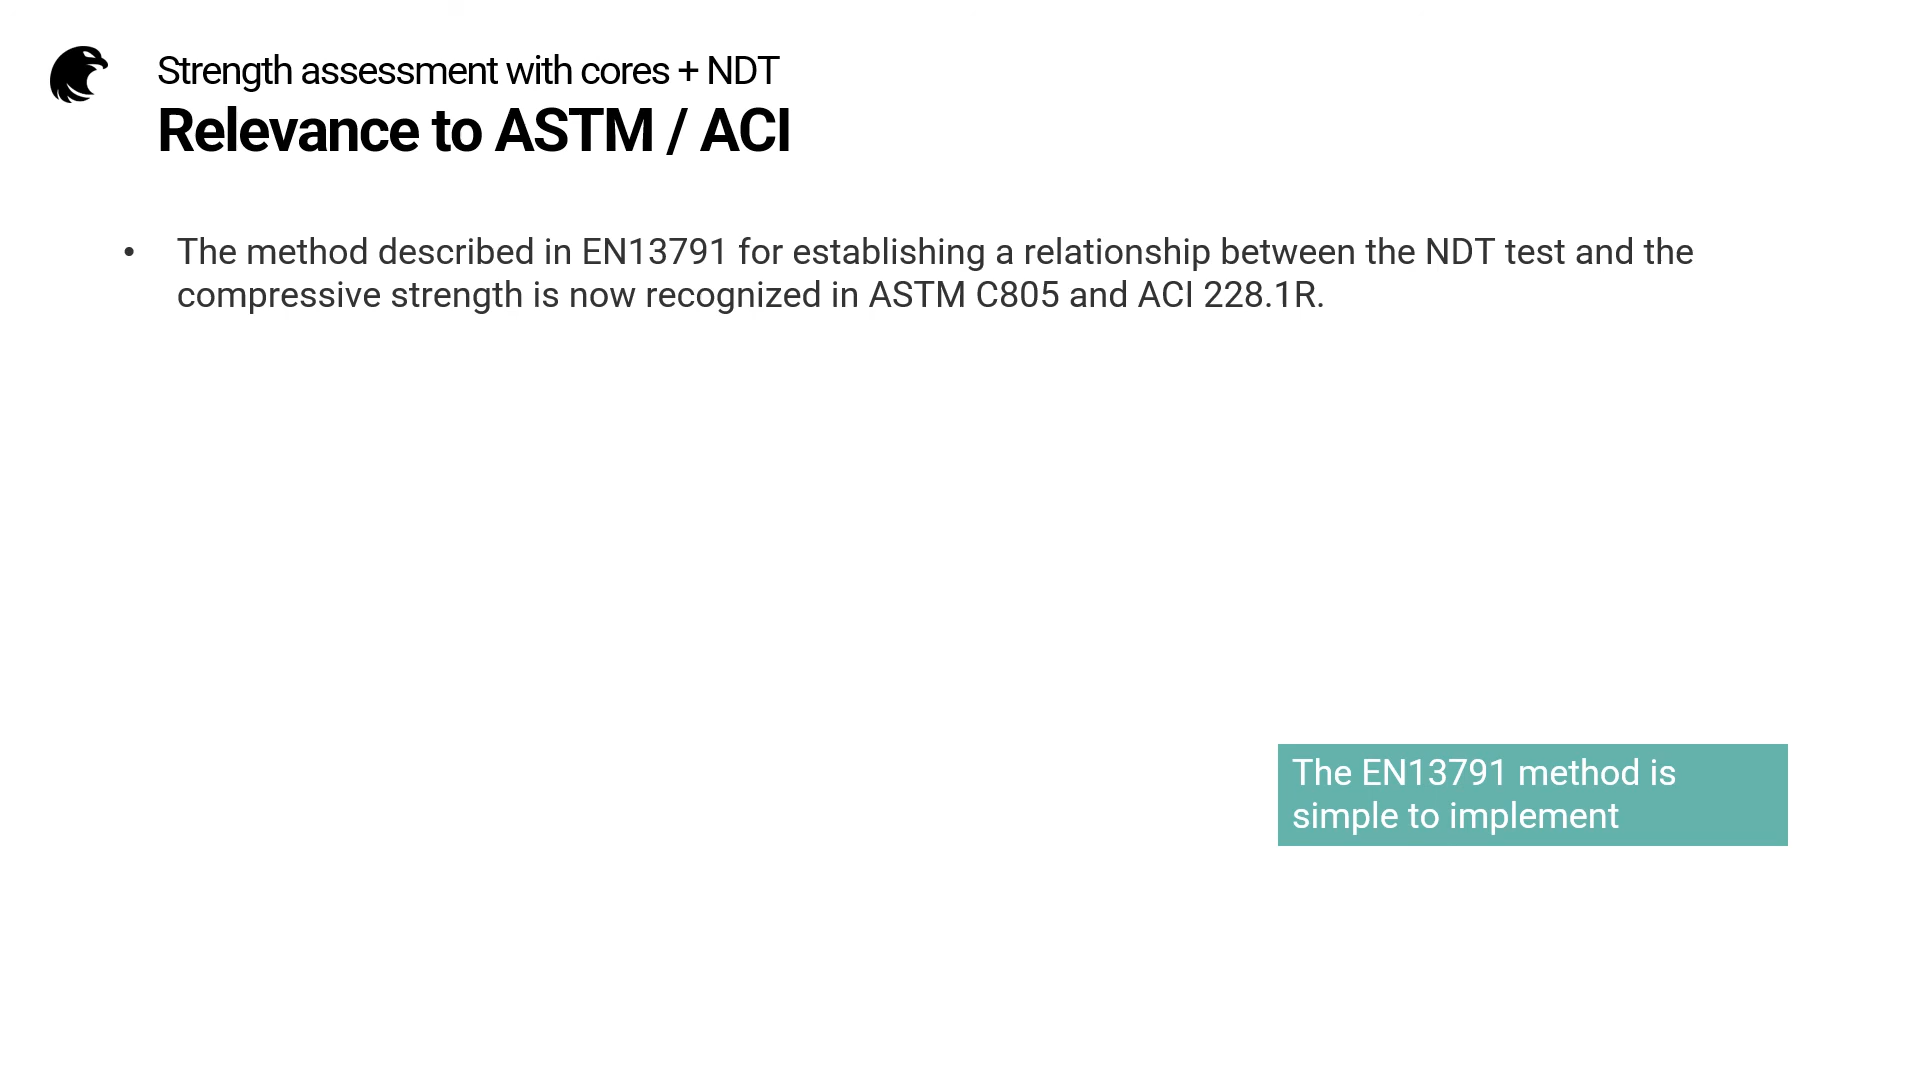 Strength assessment with cores + NDT
Relevance to ASTM / ACI
• The method described in EN13791 for establishing a relationship between the NDT test and the
compressive strength is now recognized in ASTM C805 and ACI 228.1R.
The EN13791 method is
simple to implement